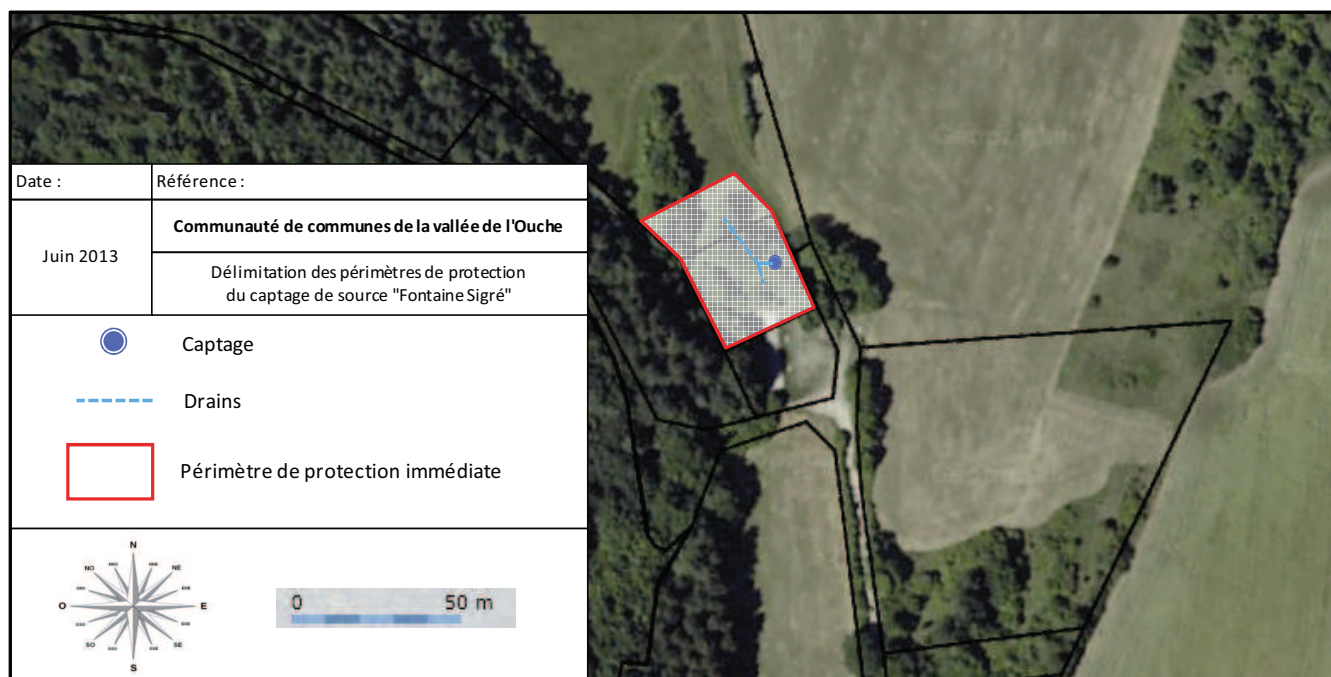 Date :
Référence :
Juin 2013
Communauté de communes de la vallée de l'Ouche
Délimitation des périmètres de protection
du captage de source "Fontaine Sigré"
Captage
Drains
Périmètre de protection immédiate
N
NO
NE
O
E
SO
SE
S
0 50 m